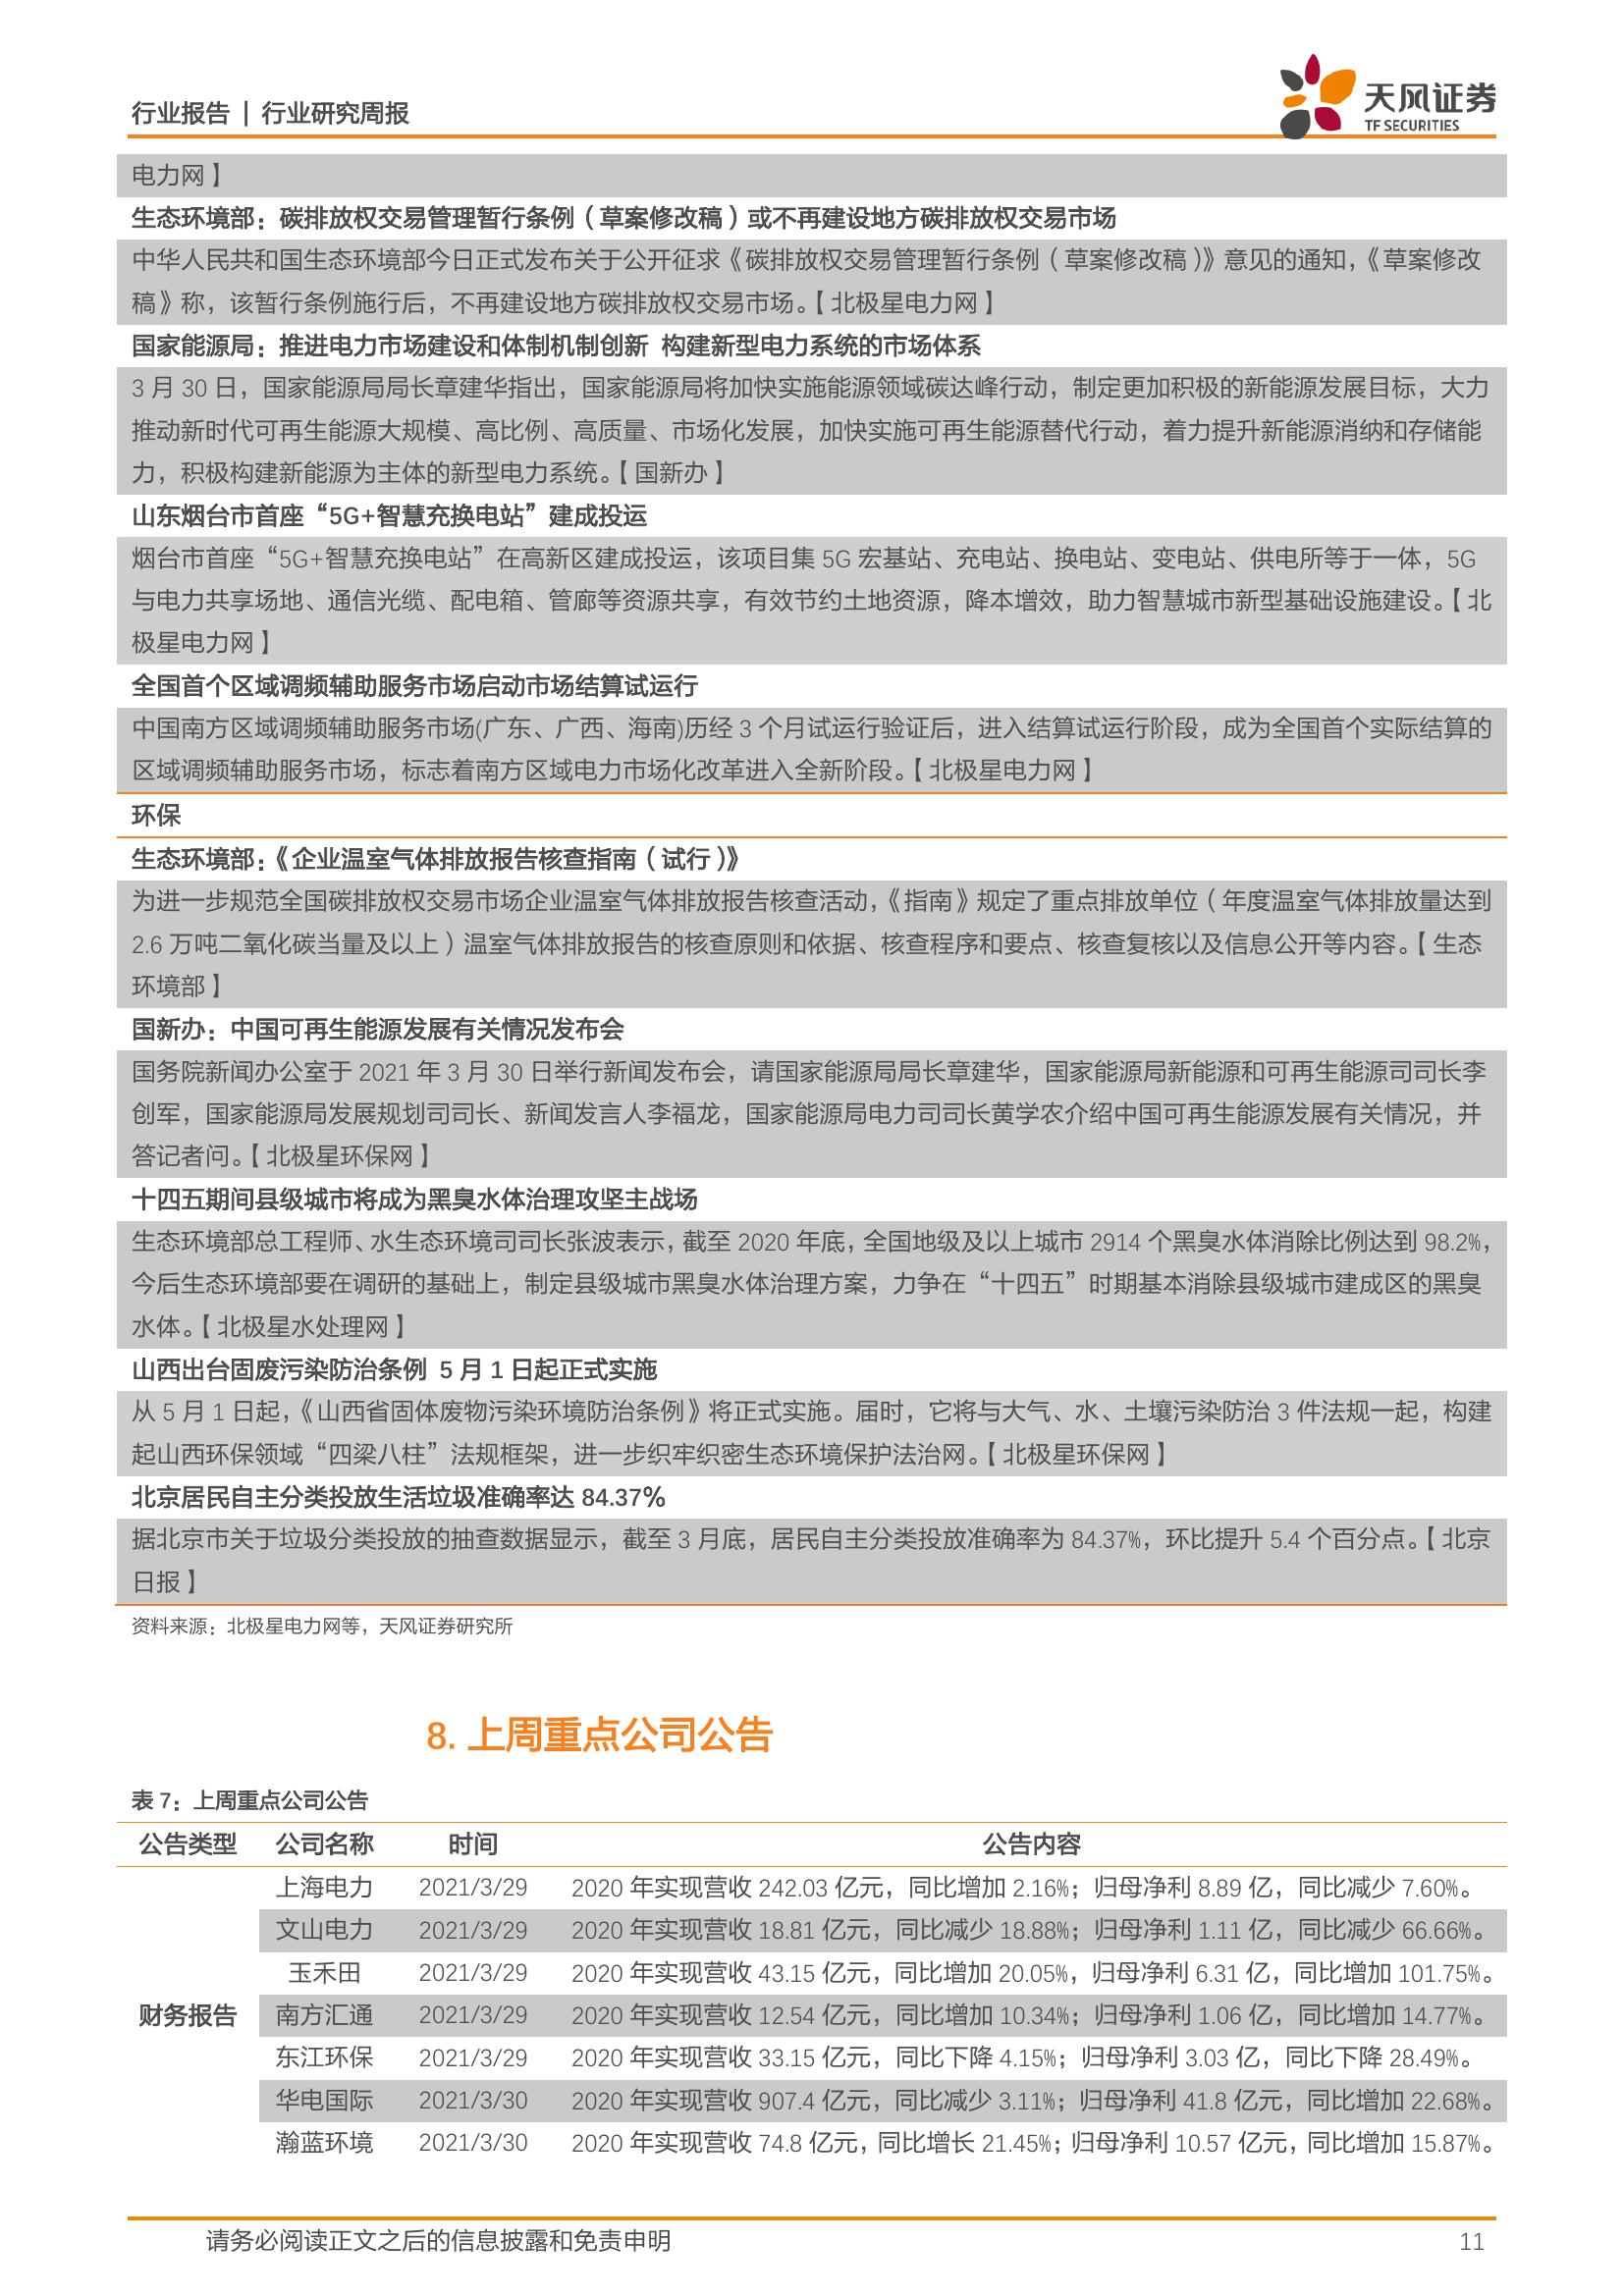 行业报告 | 行业研究周报
天风证券
TF SECURITIES
电力网】
生态环境部：碳排放权交易管理暂行条例（草案修改稿）或不再建设地方碳排放权交易市场
中华人民共和国生态环境部今日正式发布关于公开征求《碳排放权交易管理暂行条例（草案修改稿）》意见的通知，《草案修改
稿》称，该暂行条例施行后，不再建设地方碳排放权交易市场。【北极星电力网】
国家能源局：推进电力市场建设和体制机制创新 构建新型电力系统的市场体系
3 月 30 日，国家能源局局长章建华指出，国家能源局将加快实施能源领域碳达峰行动，制定更加积极的新能源发展目标，大力
推动新时代可再生能源大规模、高比例、高质量、市场化发展，加快实施可再生能源替代行动，着力提升新能源消纳和存储能
力，积极构建新能源为主体的新型电力系统。【国新办】
山东烟台市首座“5G+智慧充换电站”建成投运
烟台市首座“5G+智慧充换电站”在高新区建成投运，该项目集 5G 宏基站、充电站、换电站、变电站、供电所等于一体，5G
与电力共享场地、通信光缆、配电箱、管廊等资源共享，有效节约土地资源，降本增效，助力智慧城市新型基础设施建设。【北
极星电力网】
全国首个区域调频辅助服务市场启动市场结算试运行
中国南方区域调频辅助服务市场(广东、广西、海南)历经 3 个月试运行验证后，进入结算试运行阶段，成为全国首个实际结算的
区域调频辅助服务市场，标志着南方区域电力市场化改革进入全新阶段。【北极星电力网】
环保
生态环境部：《企业温室气体排放报告核查指南（试行）》
为进一步规范全国碳排放权交易市场企业温室气体排放报告核查活动，《指南》规定了重点排放单位（年度温室气体排放量达到
2.6 万吨二氧化碳当量及以上）温室气体排放报告的核查原则和依据、核查程序和要点、核查复核以及信息公开等内容。【生态
环境部】
国新办：中国可再生能源发展有关情况发布会
国务院新闻办公室于 2021 年 3 月 30 日举行新闻发布会，请国家能源局局长章建华，国家能源局新能源和可再生能源司司长李
创军，国家能源局发展规划司司长、新闻发言人李福龙，国家能源局电力司司长黄学农介绍中国可再生能源发展有关情况，并
答记者问。【北极星环保网】
十四五期间县级城市将成为黑臭水体治理攻坚主战场
生态环境部总工程师、水生态环境司司长张波表示，截至 2020 年底，全国地级及以上城市 2914 个黑臭水体消除比例达到 98.2%，
今后生态环境部要在调研的基础上，制定县级城市黑臭水体治理方案，力争在“十四五”时期基本消除县级城市建成区的黑臭
水体。【北极星水处理网】
山西出台固废污染防治条例 5 月 1 日起正式实施
从 5 月 1 日起，《山西省固体废物污染环境防治条例》将正式实施。届时，它将与大气、水、土壤污染防治 3 件法规一起，构建
起山西环保领域“四梁八柱”法规框架，进一步织牢织密生态环境保护法治网。【北极星环保网】
北京居民自主分类投放生活垃圾准确率达 84.37%
据北京市关于垃圾分类投放的抽查数据显示，截至 3 月底，居民自主分类投放准确率为 84.37%，环比提升 5.4 个百分点。【北京
日报】
资料来源：北极星电力网等，天风证券研究所
8. 上周重点公司公告
表 7：上周重点公司公告
公告类型 公司名称 时间 公告内容
上海电力 2021/3/29 2020 年实现营收 242.03 亿元，同比增加 2.16%；归母净利 8.89 亿，同比减少 7.60%。
文山电力 2021/3/29 2020 年实现营收 18.81 亿元，同比减少 18.88%；归母净利 1.11 亿，同比减少 66.66%。
玉禾田 2021/3/29 2020 年实现营收 43.15 亿元，同比增加 20.05%，归母净利 6.31 亿，同比增加 101.75%。
财务报告 南方汇通 2021/3/29 2020 年实现营收 12.54 亿元，同比增加 10.34%；归母净利 1.06 亿，同比增加 14.77%。
东江环保 2021/3/29 2020 年实现营收 33.15 亿元，同比下降 4.15%；归母净利 3.03 亿，同比下降 28.49%。
华电国际 2021/3/30 2020 年实现营收 907.4 亿元，同比减少 3.11%；归母净利 41.8 亿元，同比增加 22.68%。
瀚蓝环境 2021/3/30 2020 年实现营收 74.8 亿元，同比增长 21.45%；归母净利 10.57 亿元，同比增加 15.87%。
请务必阅读正文之后的信息披露和免责申明 11